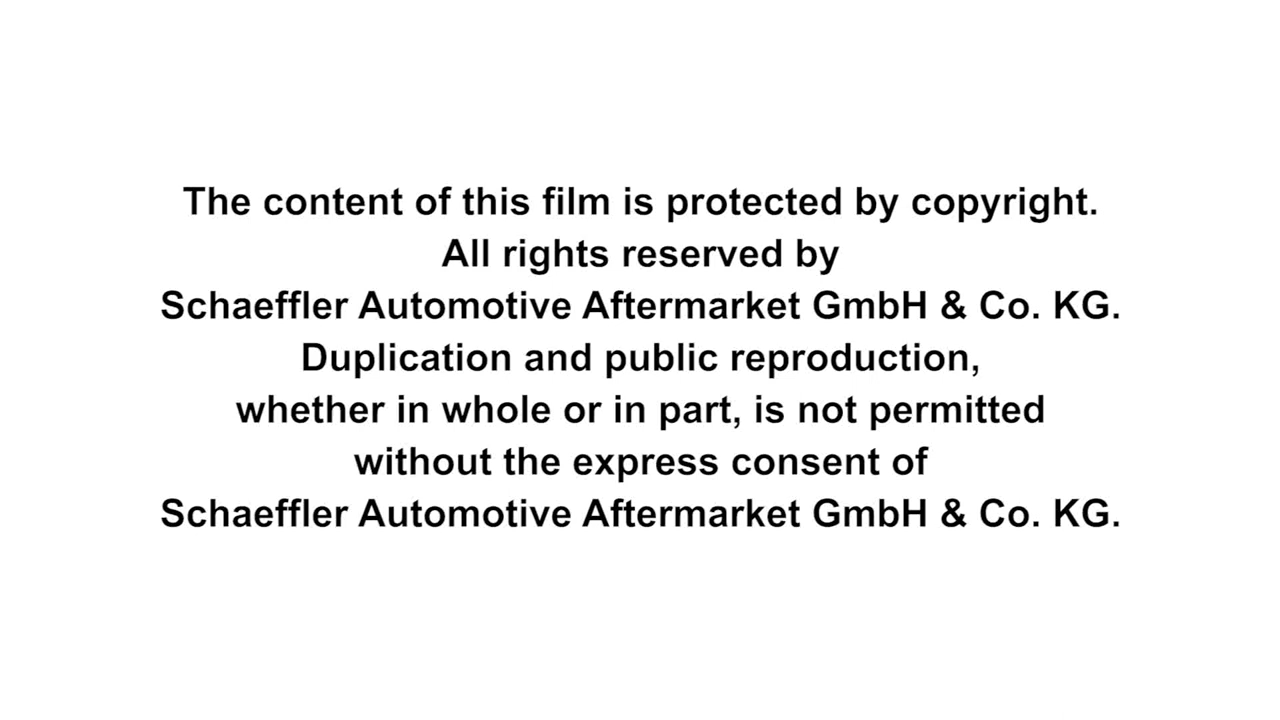 The content of this film is protected by copyright.
All rights reserved by
Schaeffler Automotive Aftermarket GmbH & Co. KG.
Duplication and public reproduction,
whether in whole or in part, is not permitted
without the express consent of
Schaeffler Automotive Aftermarket GmbH & Co. KG.